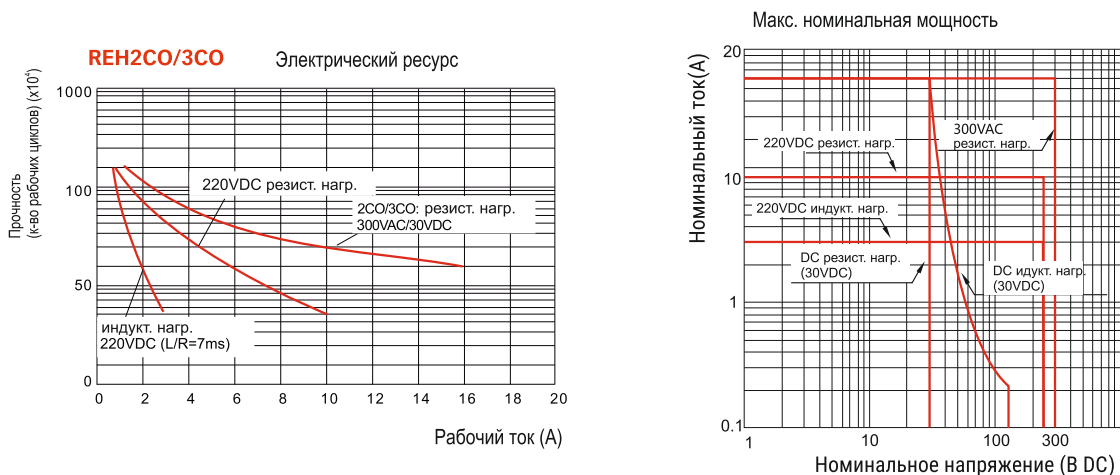 REH2CO/3CO
Электрический ресурс
Прочность
(к-во рабочих циклов) (x10⁴)
1000
100
50
0
220VDC резист. нагр.
2CO/3CO: резист. нагр.
300VAC/30VDC
индукт. нагр.
220VDC (L/R=7ms)
0 2 4 6 8 10 12 14 16 18 20
Рабочий ток (А)
Макс. номинальная мощность
Номинальный ток(А)
20
10
1
0.1
300VAC
резист. нагр.
220VDC резист. нагр.
220VDC индукт. нагр.
DC резист. нагр.
(30VDC)
DC идукт. нагр.
(30VDC)
1 10 100 300
Номинальное напряжение (В DC)